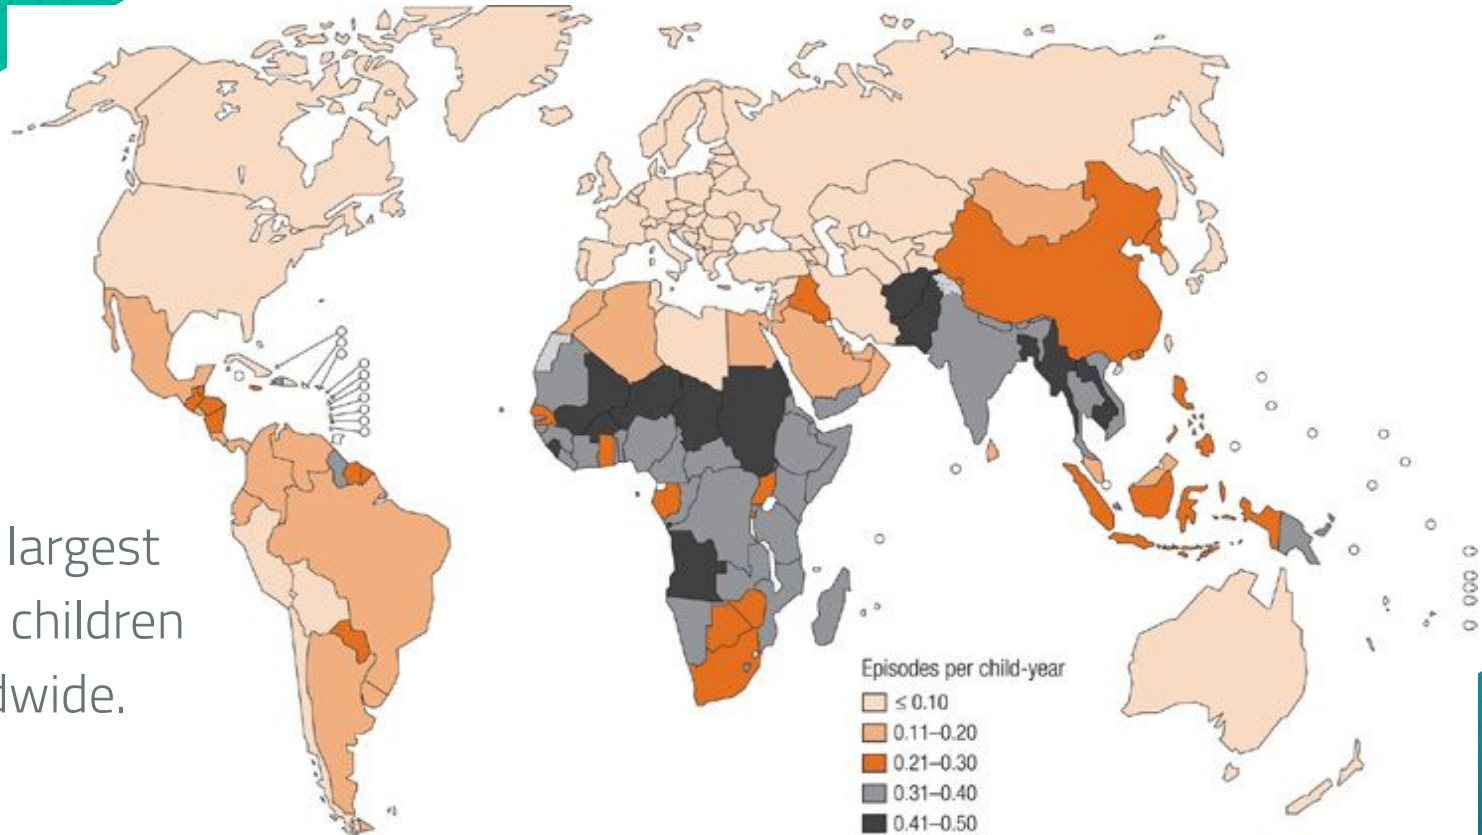 largest
children
dwide.
Episodes per child-year
≤ 0.10
0.11–0.20
0.21–0.30
0.31–0.40
0.41–0.50